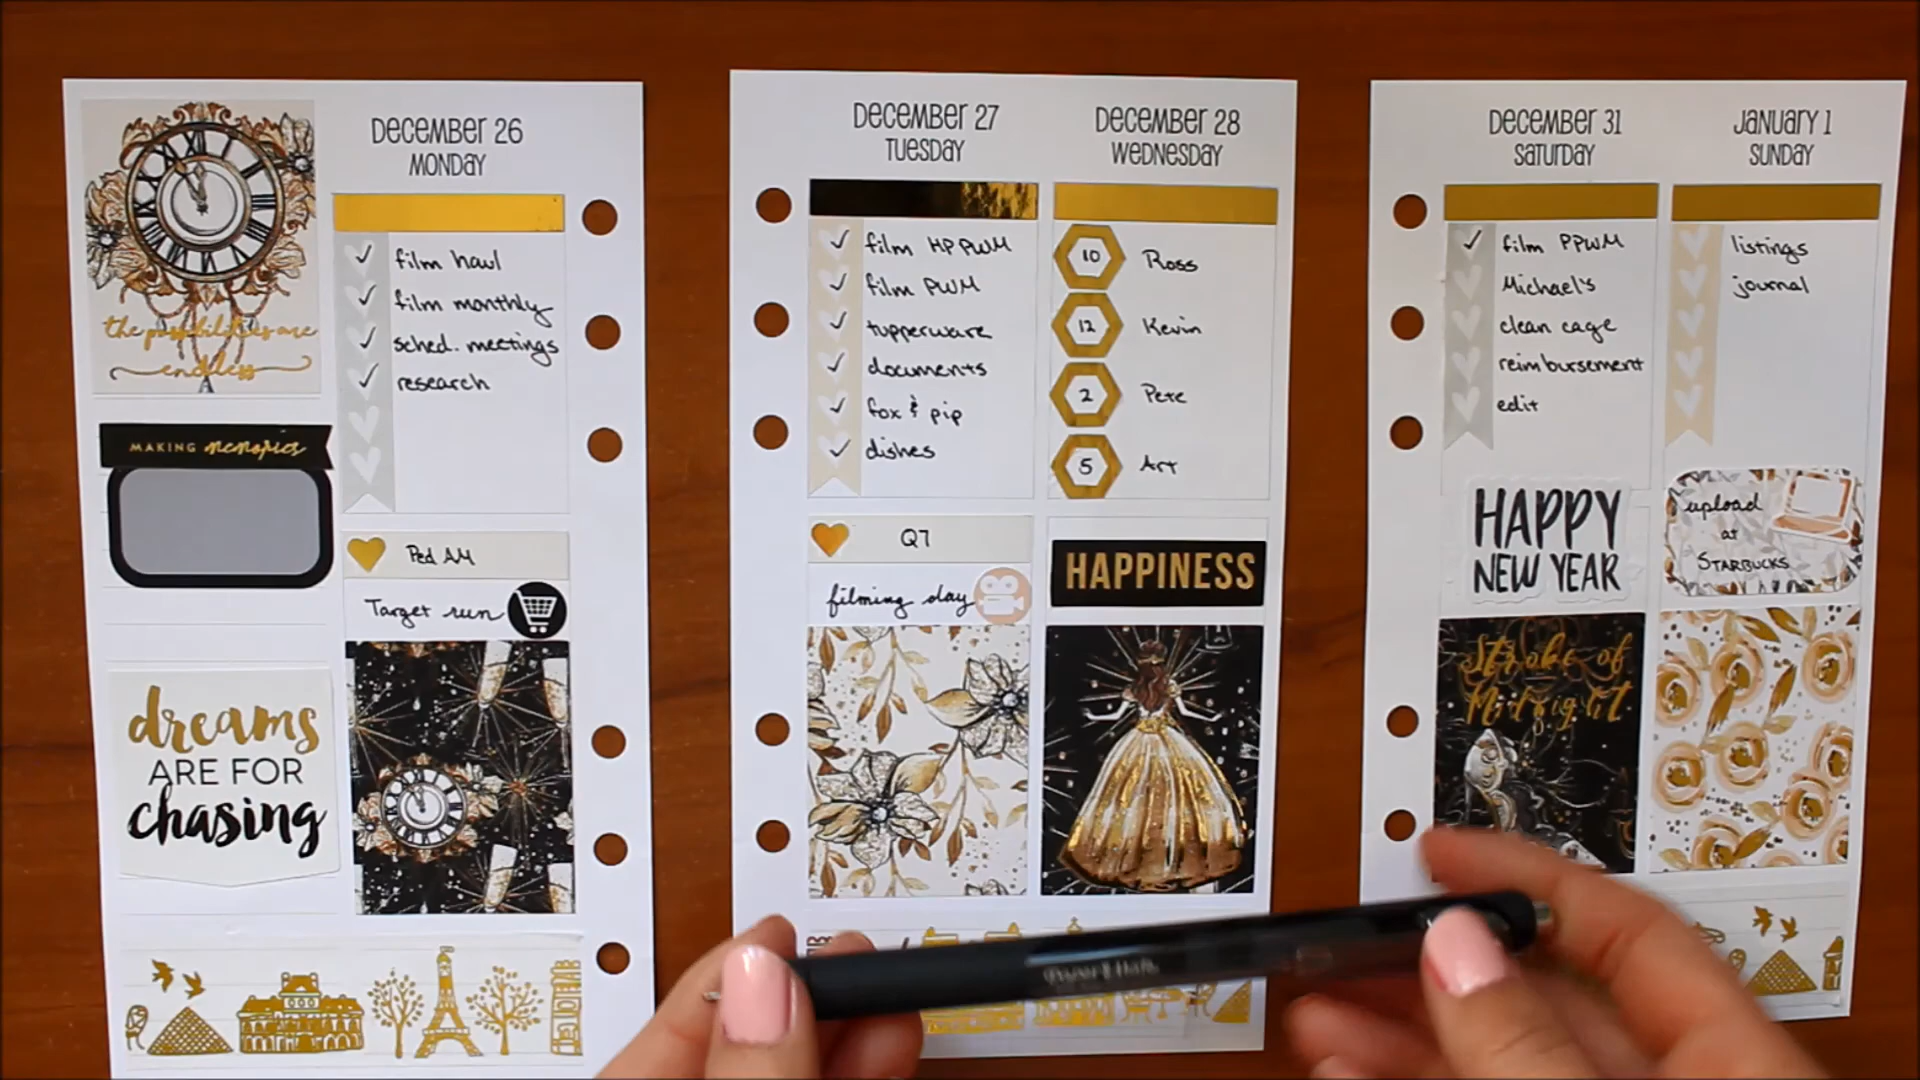 the possibilities are
endless
MAKING memories
dreams
ARE FOR
chasing
December 26
Monday
film haul
film monthly
sched. meetings
research
Ped AM
Target run
December 27
Tuesday
film HP PWM
film PWM
tupperware
documents
fox & pip
dishes
Q7
filming day
December 28
Wednesday
10 Ross
12 Kevin
2 Pete
5 Art
HAPPINESS
December 31
Saturday
film PPWM
Michael's
clean cage
reimbursement
edit
HAPPY
NEW YEAR
Stroke of
Midnight
January 1
Sunday
listings
journal
upload
at
STARBUCKS